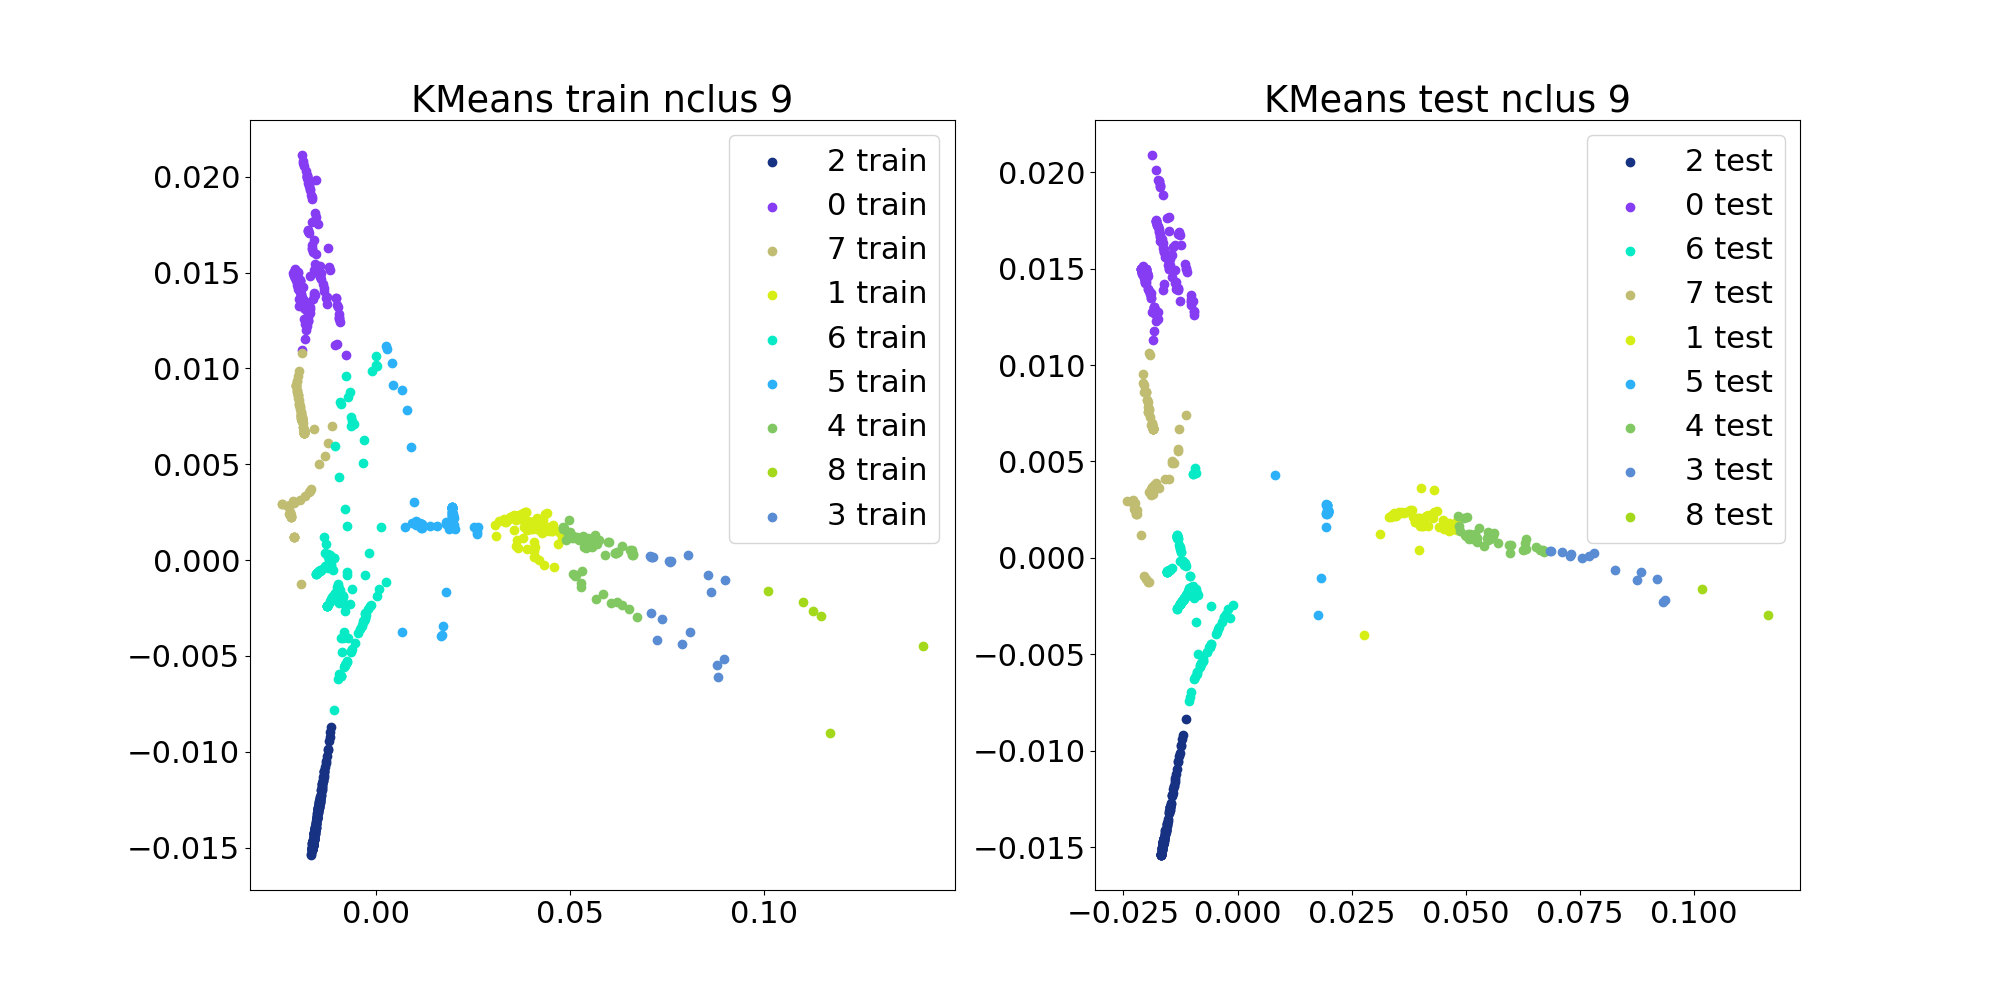 KMeans train nclus 9
0.020
0.015
0.010
0.005
0.000
−0.005
−0.010
−0.015
0.00
0.05
0.10
2 train
0 train
7 train
1 train
6 train
5 train
4 train
8 train
3 train
KMeans test nclus 9
0.020
0.015
0.010
0.005
0.000
−0.005
−0.010
−0.015
−0.025
0.000
0.025
0.050
0.075
0.100
2 test
0 test
6 test
7 test
1 test
5 test
4 test
3 test
8 test